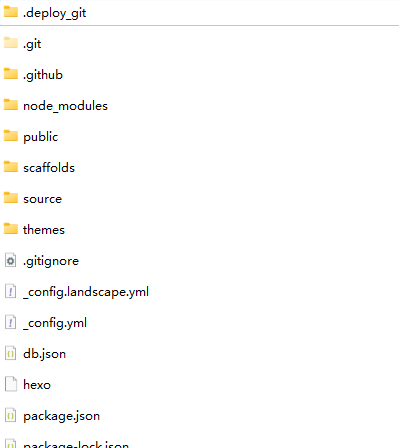 .deploy_git
.git
.github
node_modules
public
scaffolds
source
themes
.gitignore
_config.landscape.yml
_config.yml
db.json
hexo
package.json
package-lock.json